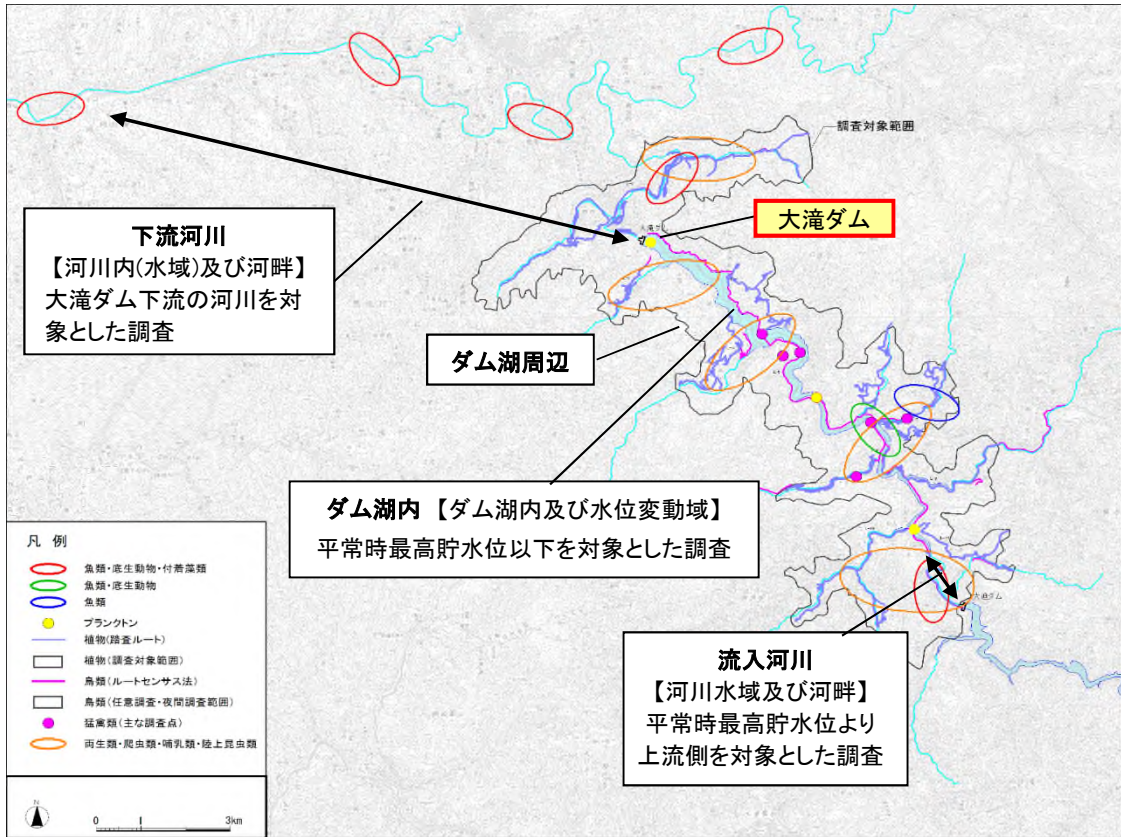 調査対象範囲
大滝ダム
下流河川
【河川内(水域)及び河畔】
大滝ダム下流の河川を対
象とした調査
ダム湖周辺
ダム湖内 【ダム湖内及び水位変動域】
平常時最高貯水位以下を対象とした調査
大迫ダム
流入河川
【河川水域及び河畔】
平常時最高貯水位より
上流側を対象とした調査
凡 例
魚類・底生動物・付着藻類
魚類・底生動物
魚類
プランクトン
植物(踏査ルート)
植物(調査対象範囲)
鳥類(ルートセンサス法)
鳥類(任意調査・夜間調査範囲)
猛禽類(主な調査点)
両生類・爬虫類・哺乳類・陸上昆虫類
N
0 1 3km